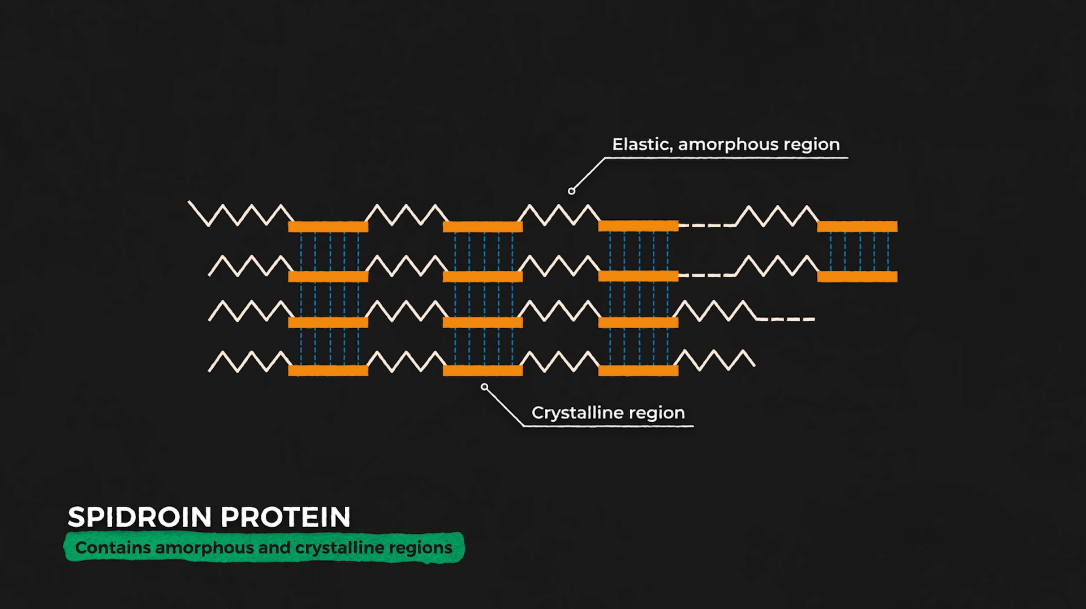 Elastic, amorphous region
Crystalline region
SPIDROIN PROTEIN
Contains amorphous and crystalline regions